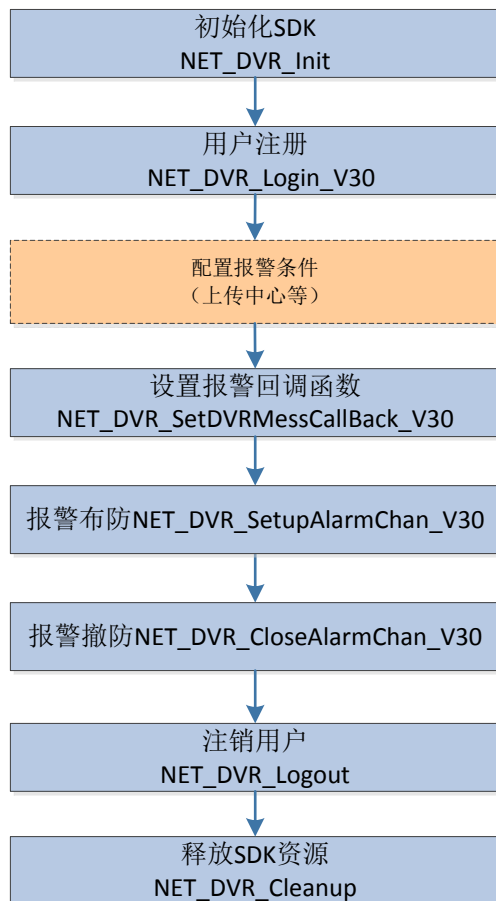 初始化SDK
NET_DVR_Init
用户注册
NET_DVR_Login_V30
配置报警条件
（上传中心等）
设置报警回调函数
NET_DVR_SetDVRMessCallBack_V30
报警布防NET_DVR_SetupAlarmChan_V30
报警撤防NET_DVR_CloseAlarmChan_V30
注销用户
NET_DVR_Logout
释放SDK资源
NET_DVR_Cleanup